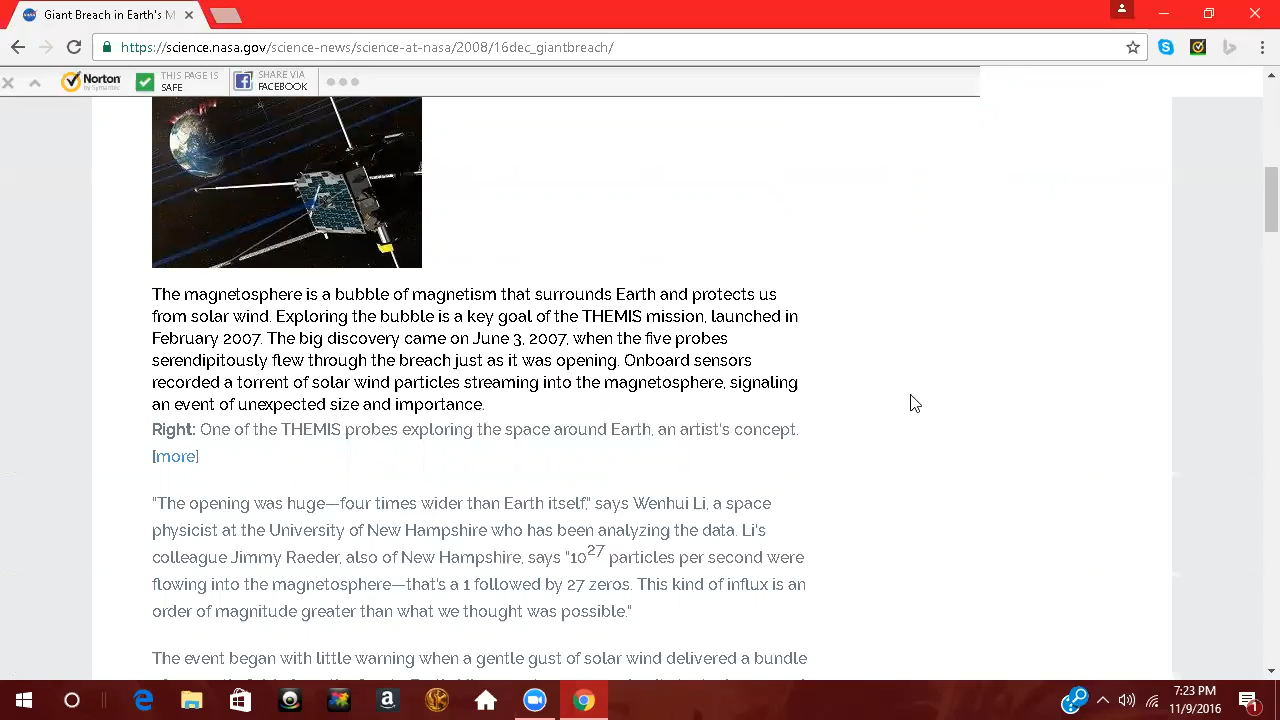 Giant Breach in Earth's M
https://science.nasa.gov/science-news/science-at-nasa/2008/16dec_giantbreach/
Norton
by Symantec
THIS PAGE IS
SAFE
SHARE VIA
FACEBOOK
The magnetosphere is a bubble of magnetism that surrounds Earth and protects us
from solar wind. Exploring the bubble is a key goal of the THEMIS mission, launched in
February 2007. The big discovery came on June 3, 2007, when the five probes
serendipitously flew through the breach just as it was opening. Onboard sensors
recorded a torrent of solar wind particles streaming into the magnetosphere, signaling
an event of unexpected size and importance.
Right: One of the THEMIS probes exploring the space around Earth, an artist's concept.
[more]
"The opening was huge—four times wider than Earth itself," says Wenhui Li, a space
physicist at the University of New Hampshire who has been analyzing the data. Li's
colleague Jimmy Raeder, also of New Hampshire, says "10²⁷ particles per second were
flowing into the magnetosphere—that's a 1 followed by 27 zeros. This kind of influx is an
order of magnitude greater than what we thought was possible."
The event began with little warning when a gentle gust of solar wind delivered a bundle
7:23 PM
11/9/2016
1